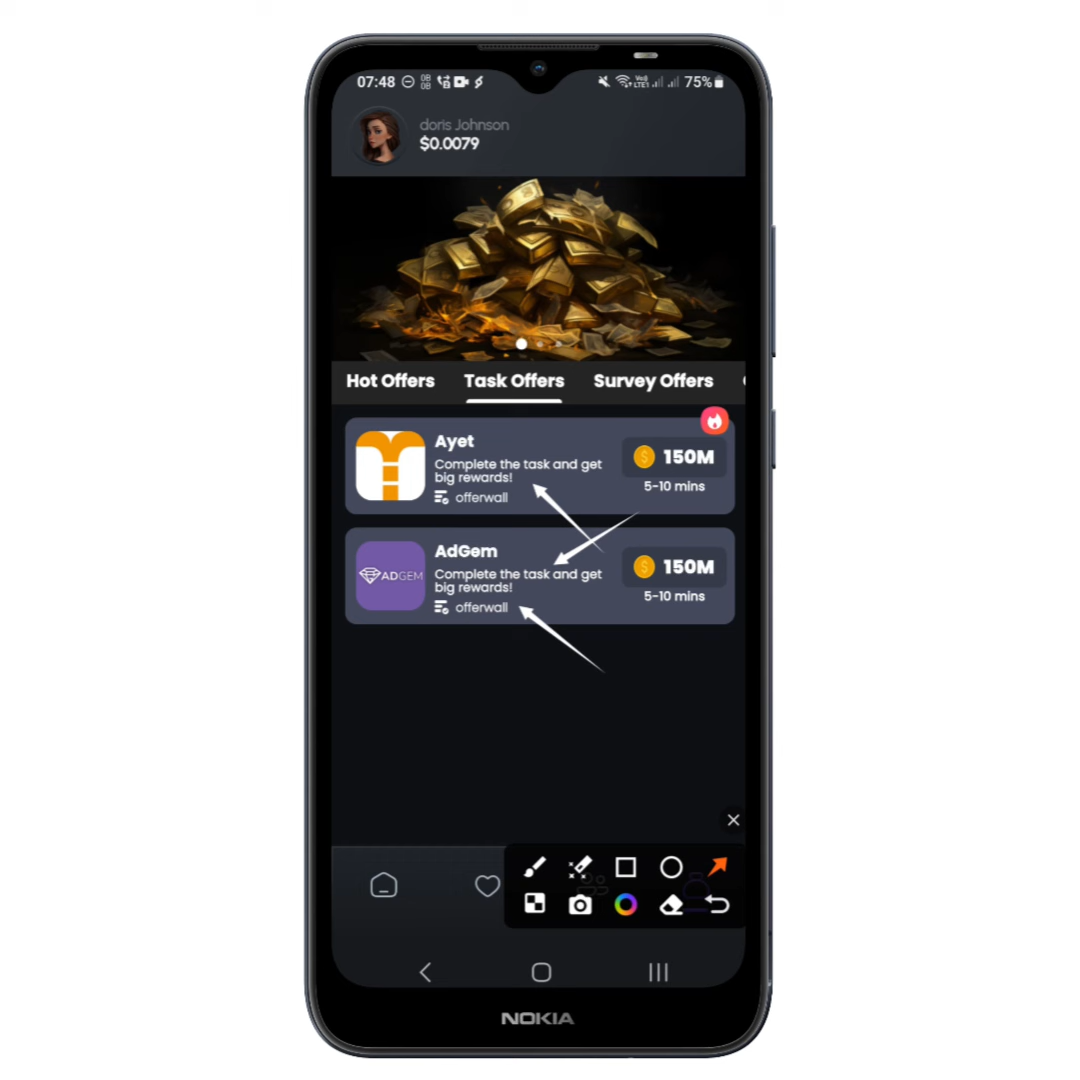 07:48
75%
doris Johnson
$0.0079
Hot Offers Task Offers Survey Offers
Ayet
Complete the task and get
big rewards!
offerwall
150M
5-10 mins
AdGem
ADGEM
Complete the task and get
big rewards!
offerwall
150M
5-10 mins
NOKIA